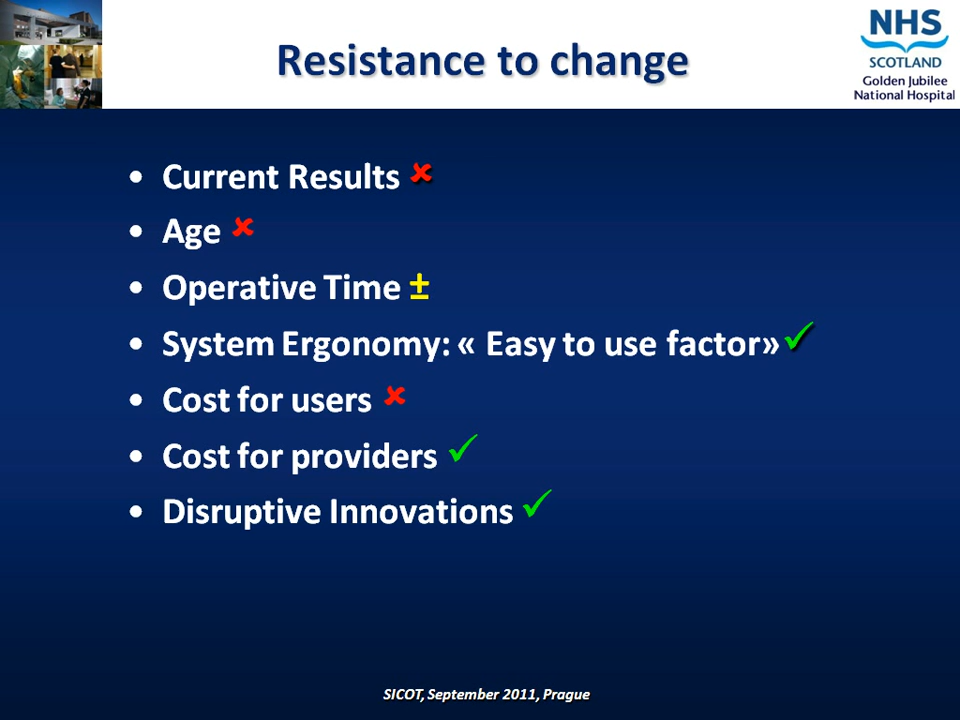 Resistance to change
NHS
SCOTLAND
Golden Jubilee
National Hospital
• Current Results ✘
• Age ✘
• Operative Time ±
• System Ergonomy: « Easy to use factor» ✓
• Cost for users ✘
• Cost for providers ✓
• Disruptive Innovations ✓
SICOT, September 2011, Prague